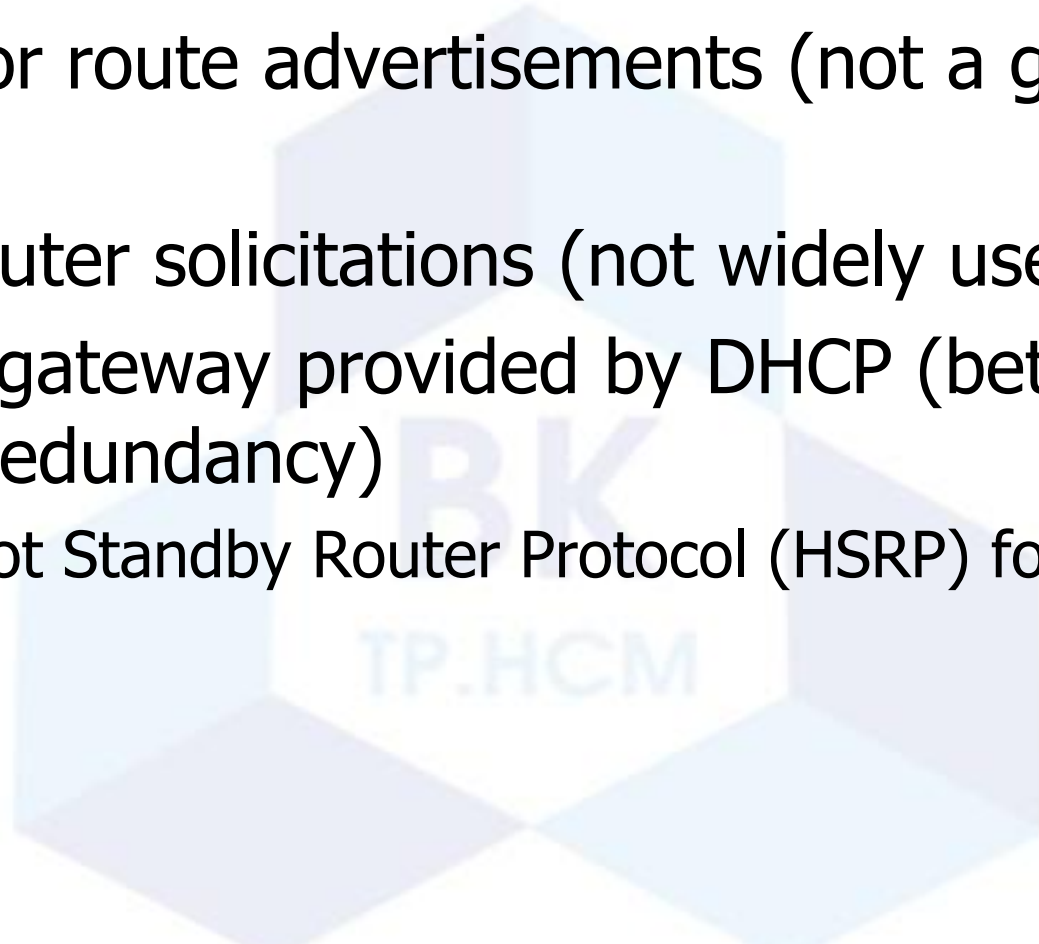 or route advertisements (not a g
uter solicitations (not widely use
gateway provided by DHCP (bet
edundancy)
BK
ot Standby Router Protocol (HSRP) fo
TP.HCM